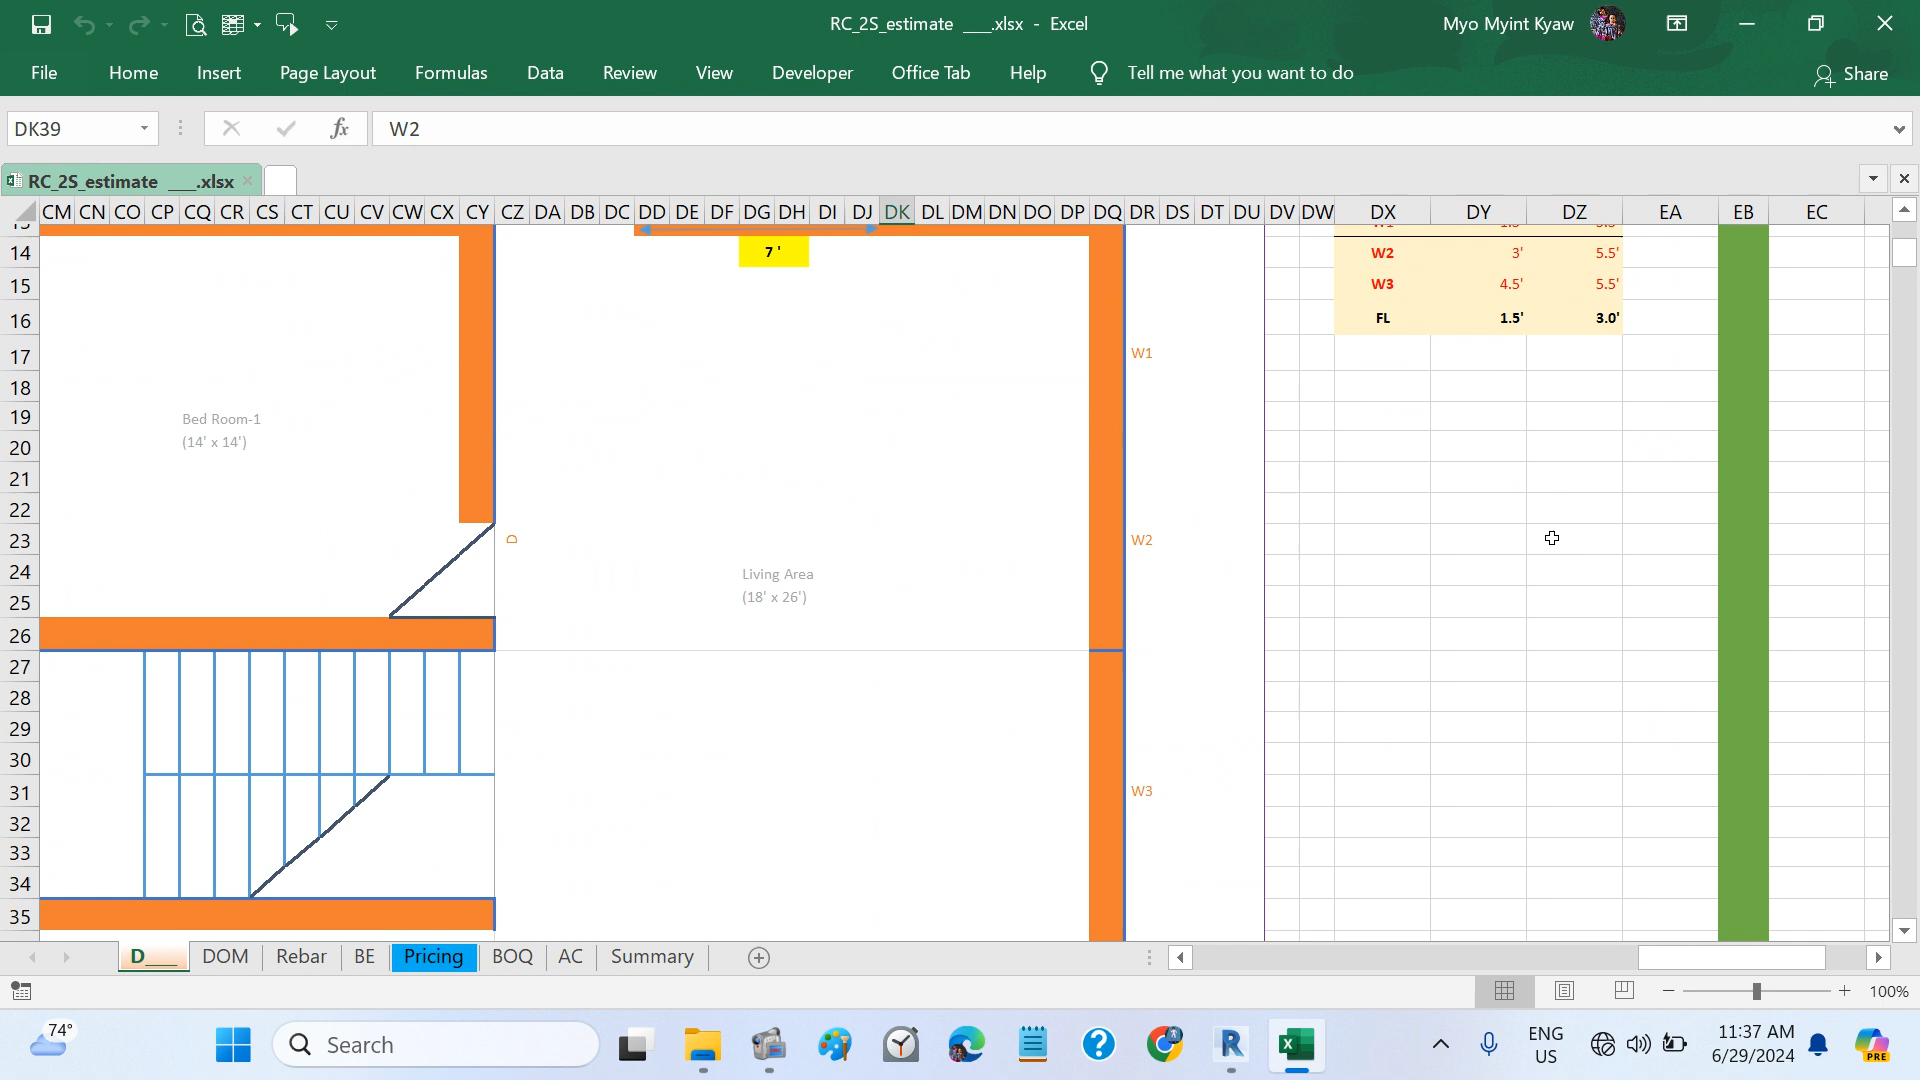 RC_2S_estimate ___.xlsx - Excel
Myo Myint Kyaw
File Home Insert Page Layout Formulas Data Review View Developer Office Tab Help Tell me what you want to do Share
DK39 fx W2
RC_2S_estimate ___.xlsx
CM CN CO CP CQ CR CS CT CU CV CW CX CY CZ DA DB DC DD DE DF DG DH DI DJ DK DL DM DN DO DP DQ DR DS DT DU DV DW DX DY DZ EA EB EC
14 7 ' W2 3' 5.5'
15 W3 4.5' 5.5'
16 FL 1.5' 3.0'
17 W1
18
19 Bed Room-1
20 (14' x 14')
21
22
23 D W2
24 Living Area
25 (18' x 26')
26
27
28
29
30
31 W3
32
33
34
35
D___ DOM Rebar BE Pricing BOQ AC Summary
100%
74°
Search
ENG
US
11:37 AM
6/29/2024
PRE